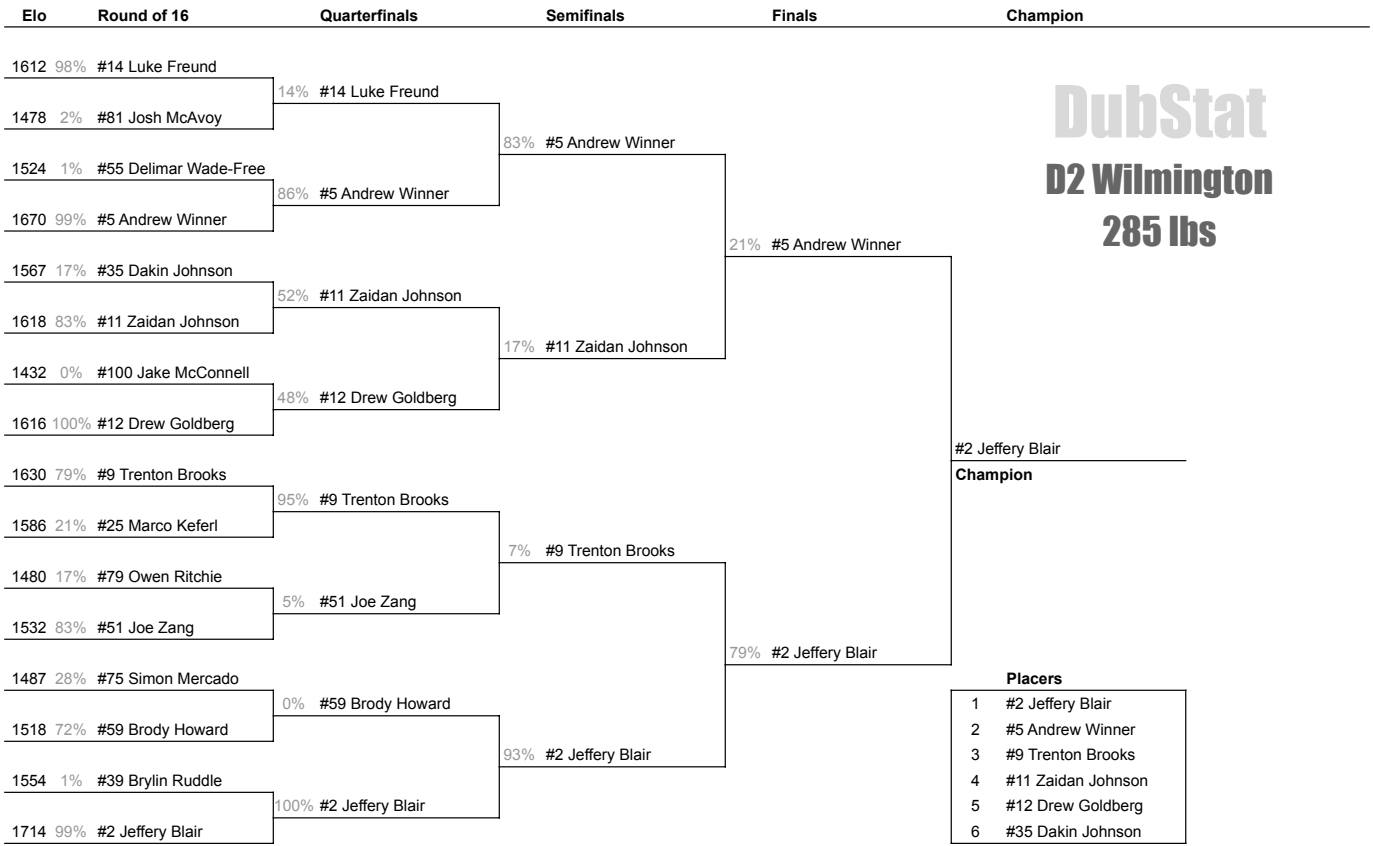 Elo Round of 16 Quarterfinals Semifinals Finals Champion
1612 98% #14 Luke Freund
14% #14 Luke Freund
DubStat
1478 2% #81 Josh McAvoy
83% #5 Andrew Winner
1524 1% #55 Delimar Wade-Free
D2 Wilmington
86% #5 Andrew Winner
1670 99% #5 Andrew Winner
285 lbs
21% #5 Andrew Winner
1567 17% #35 Dakin Johnson
52% #11 Zaidan Johnson
1618 83% #11 Zaidan Johnson
17% #11 Zaidan Johnson
1432 0% #100 Jake McConnell
48% #12 Drew Goldberg
1616 100% #12 Drew Goldberg
#2 Jeffery Blair
1630 79% #9 Trenton Brooks
Champion
95% #9 Trenton Brooks
1586 21% #25 Marco Keferl
7% #9 Trenton Brooks
1480 17% #79 Owen Ritchie
5% #51 Joe Zang
1532 83% #51 Joe Zang
79% #2 Jeffery Blair
1487 28% #75 Simon Mercado
Placers
0% #59 Brody Howard
1 #2 Jeffery Blair
1518 72% #59 Brody Howard
2 #5 Andrew Winner
93% #2 Jeffery Blair
3 #9 Trenton Brooks
1554 1% #39 Brylin Ruddle
4 #11 Zaidan Johnson
100% #2 Jeffery Blair
5 #12 Drew Goldberg
1714 99% #2 Jeffery Blair
6 #35 Dakin Johnson